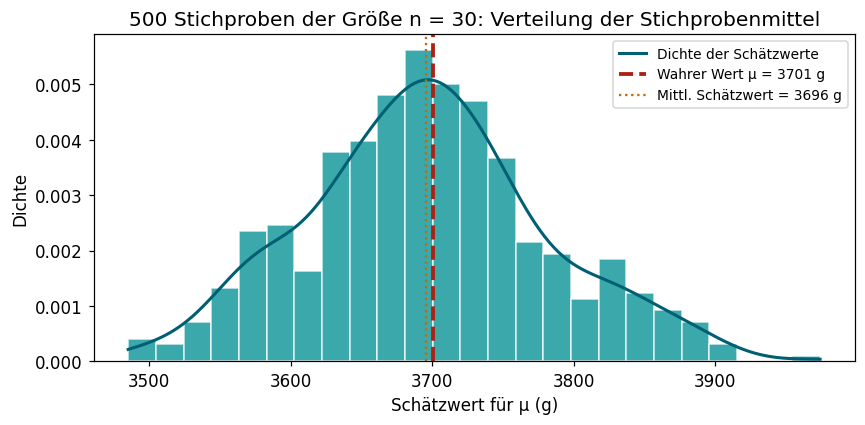 500 Stichproben der Größe n = 30: Verteilung der Stichprobenmittel
Dichte der Schätzwerte
Wahrer Wert μ = 3701 g
Mittl. Schätzwert = 3696 g
Dichte
0.005
0.004
0.003
0.002
0.001
0.000
3500 3600 3700 3800 3900
Schätzwert für μ (g)